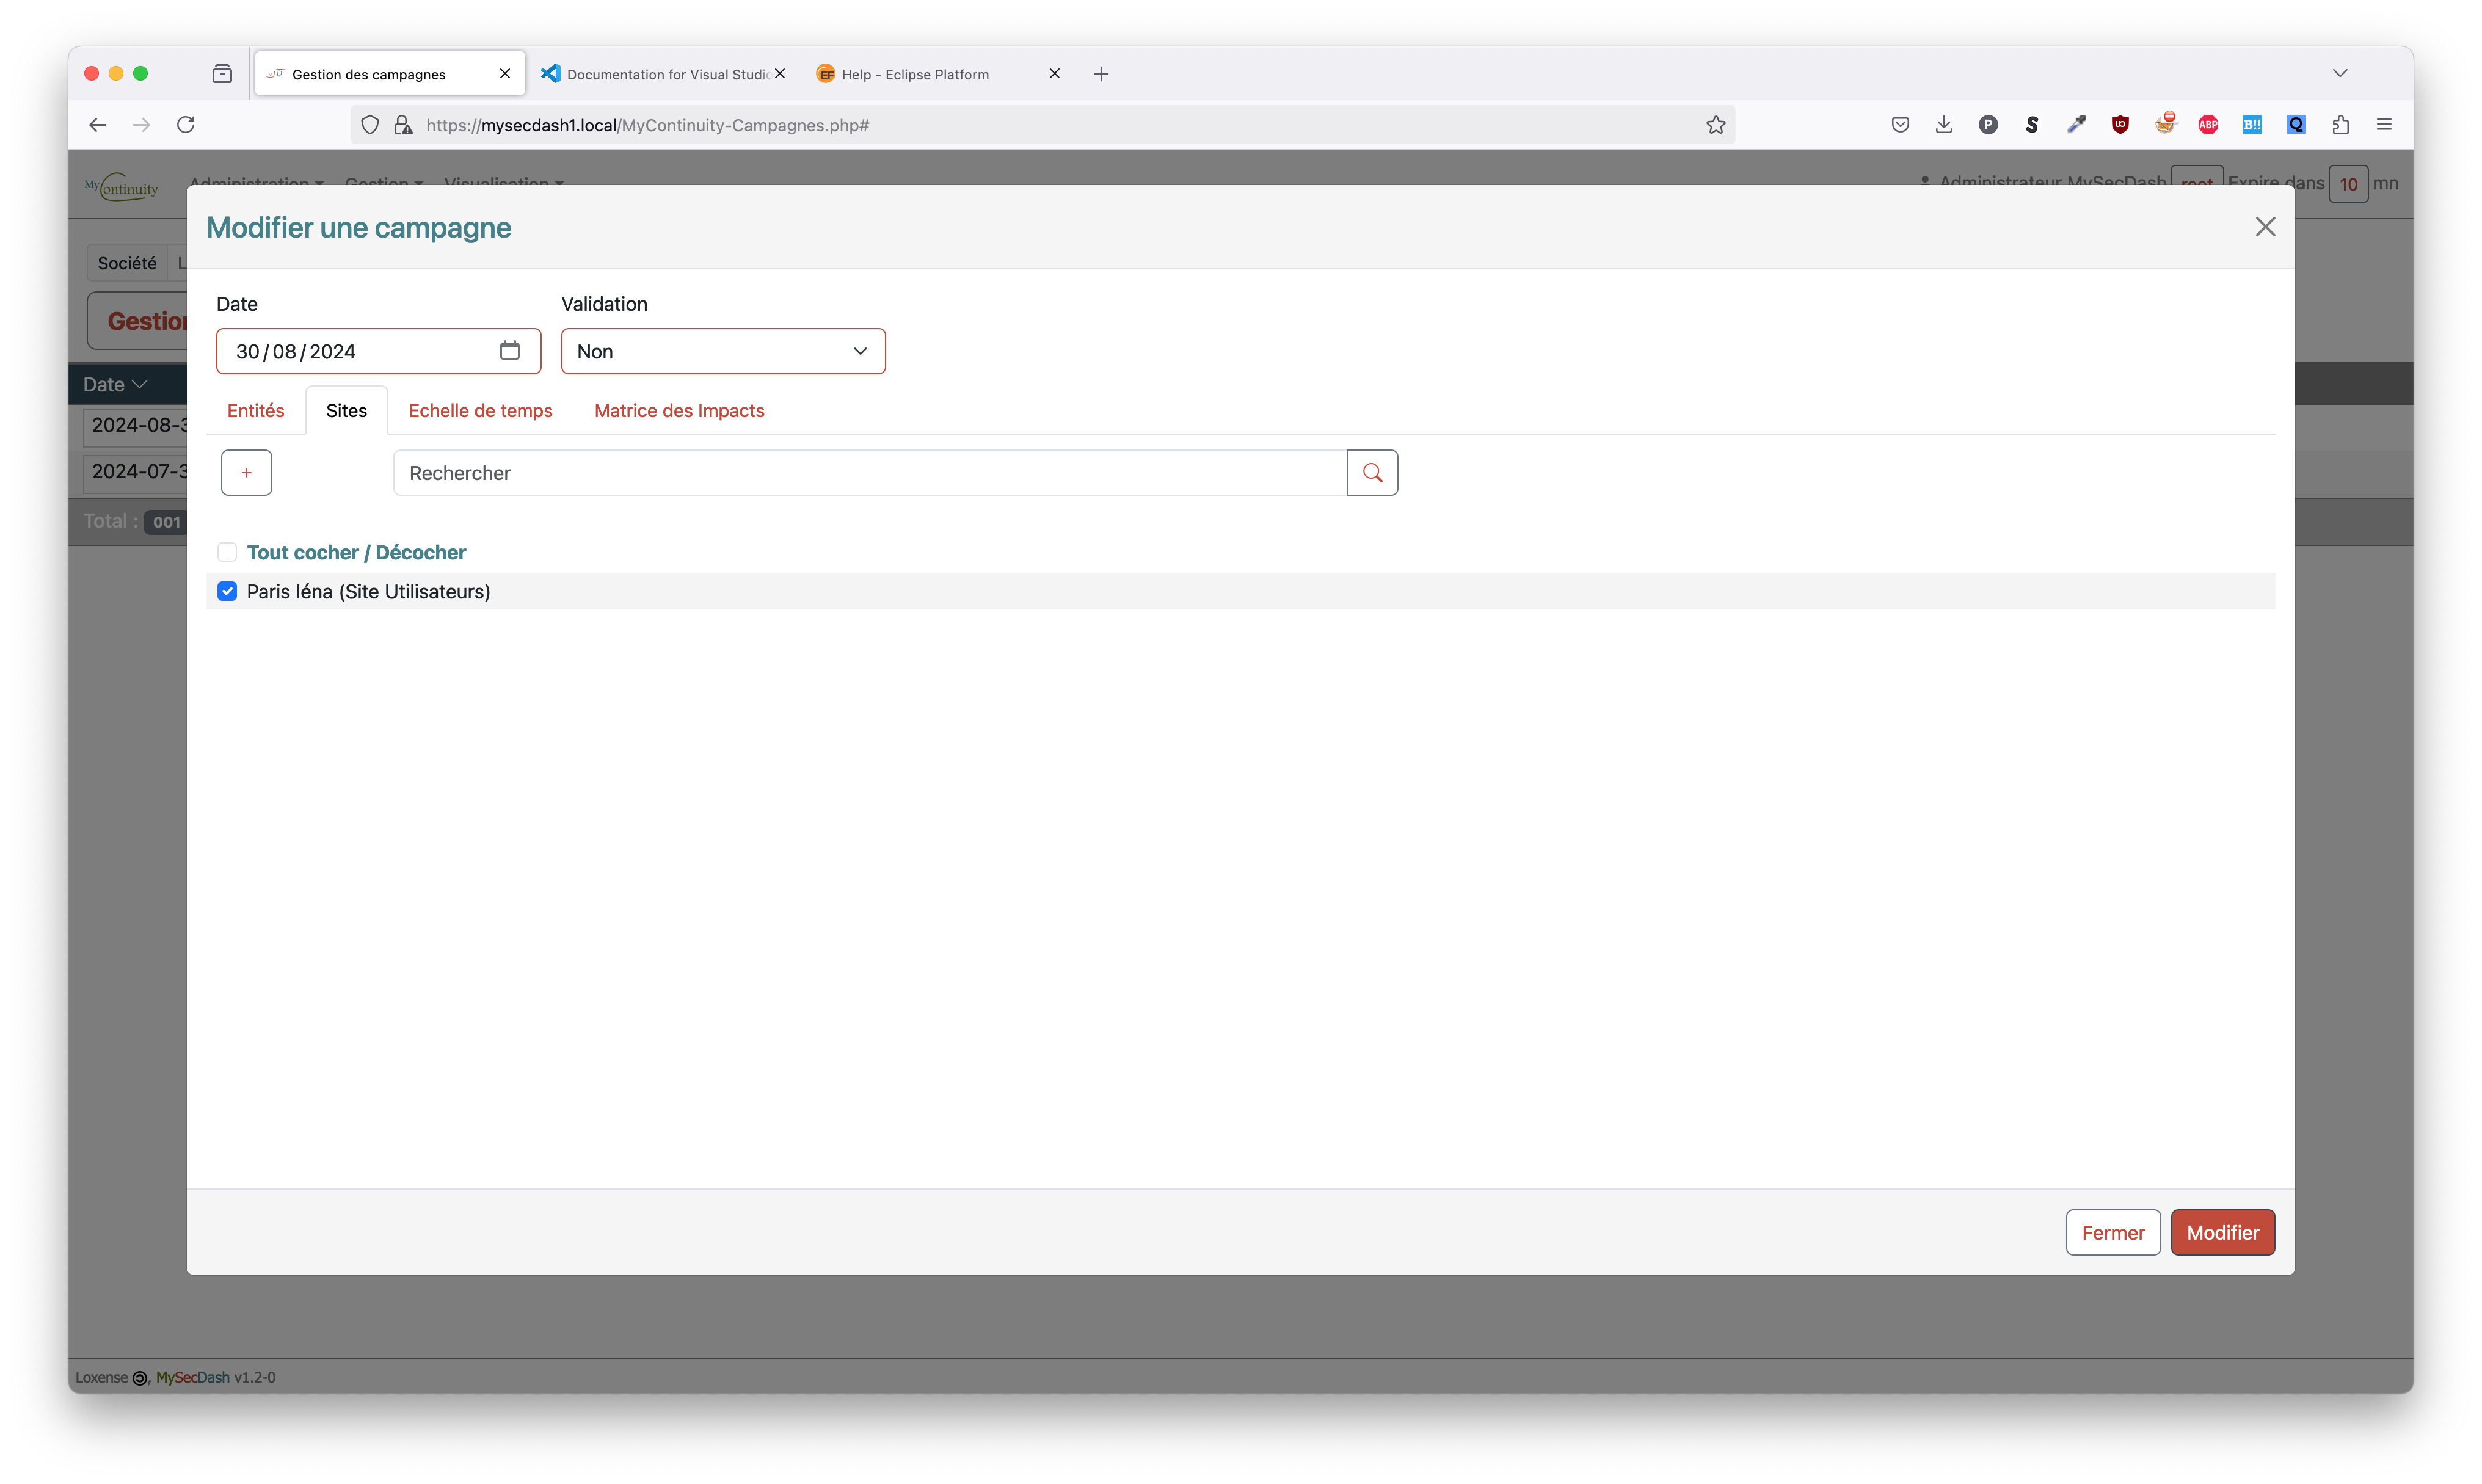 Gestion des campagnes
Documentation for Visual Studi
Help - Eclipse Platform
https://mysecdash1.local/MyContinuity-Campagnes.php#
My Continuity
Administration
Gestion
Visualisation
Administrateur MySecDash root Expire dans 10 mn
Modifier une campagne
Société L
Gestion
Date
2024-08-3
2024-07-3
Total : 001
Date
Validation
30/08/2024
Non
Entités
Sites
Echelle de temps
Matrice des Impacts
+
Rechercher
Tout cocher / Décocher
Paris Iéna (Site Utilisateurs)
Fermer
Modifier
Loxense, MySecDash v1.2-0